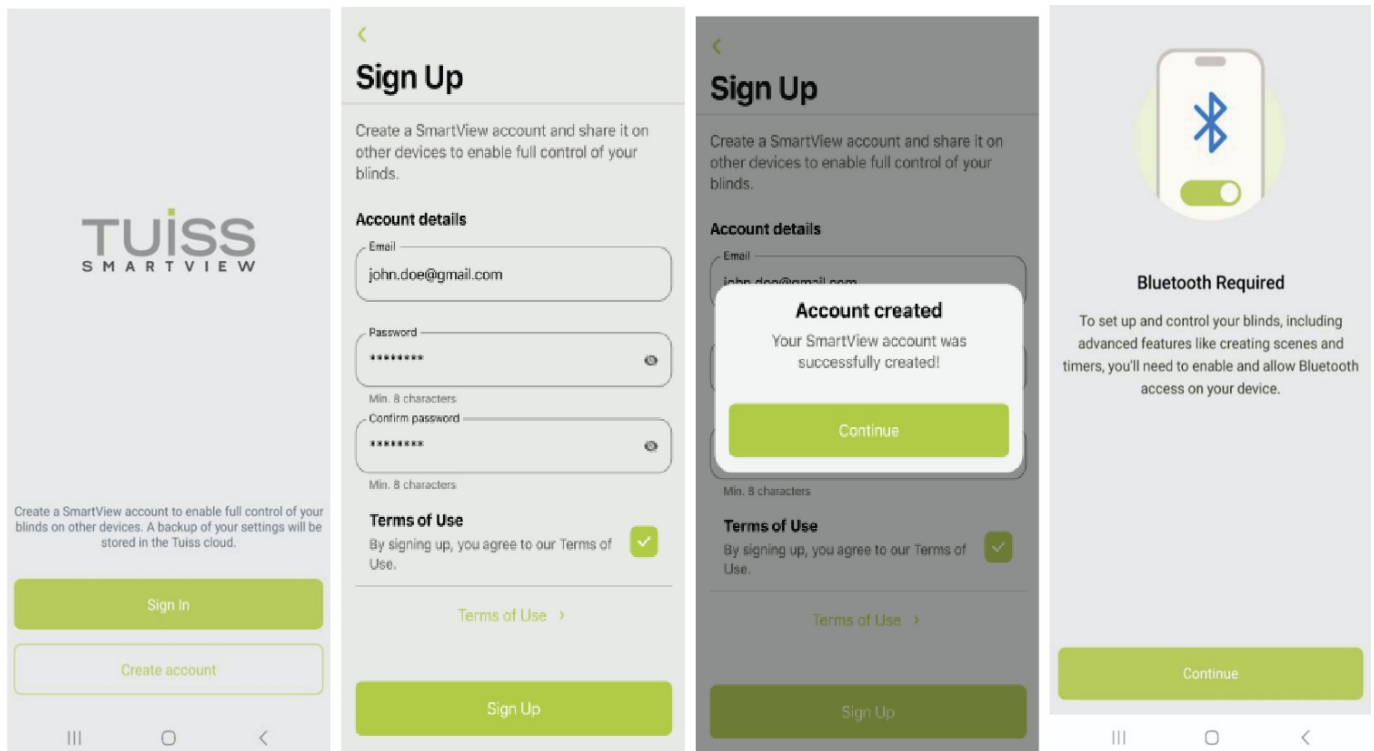 TUISS
SMARTVIEW
Create a SmartView account to enable full control of your
blinds on other devices. A backup of your settings will be
stored in the Tuiss cloud.
Sign In
Create account
Sign Up
Create a SmartView account and share it on
other devices to enable full control of your
blinds.
Account details
Email
john.doe@gmail.com
Password
********
Min. 8 characters
Confirm password
********
Min. 8 characters
Terms of Use
By signing up, you agree to our Terms of
Use.
Terms of Use >
Sign Up
Sign Up
Create a SmartView account and share it on
other devices to enable full control of your
blinds.
Account details
Email
john.doe@gmail.com
Account created
Your SmartView account was
successfully created!
Continue
Min. 8 characters
Terms of Use
By signing up, you agree to our Terms of
Use.
Terms of Use >
Sign Up
Bluetooth Required
To set up and control your blinds, including
advanced features like creating scenes and
timers, you'll need to enable and allow Bluetooth
access on your device.
Continue